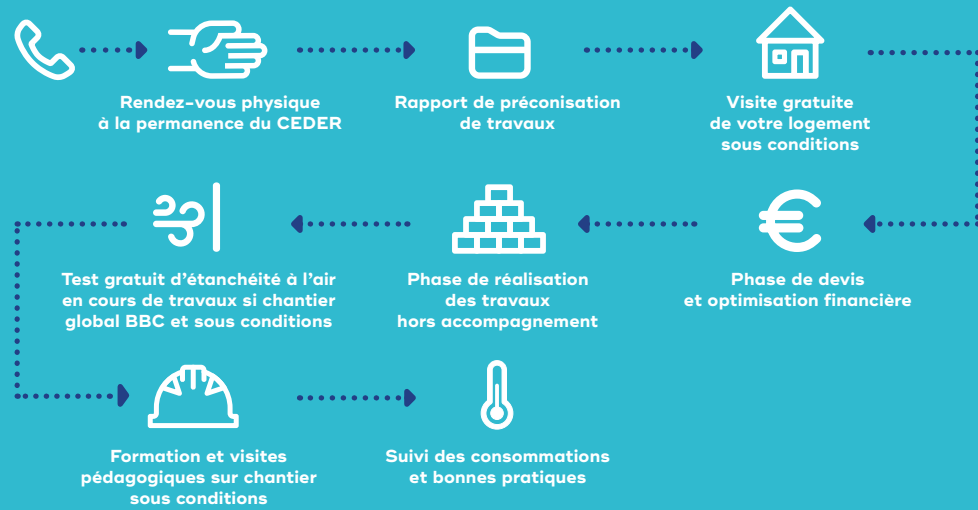 Rendez-vous physique
à la permanence du CEDER
Rapport de préconisation
de travaux
Visite gratuite
de votre logement
sous conditions
Phase de devis
et optimisation financière
Phase de réalisation
des travaux
hors accompagnement
Test gratuit d'étanchéité à l'air
en cours de travaux si chantier
global BBC et sous conditions
Formation et visites
pédagogiques sur chantier
sous conditions
Suivi des consommations
et bonnes pratiques